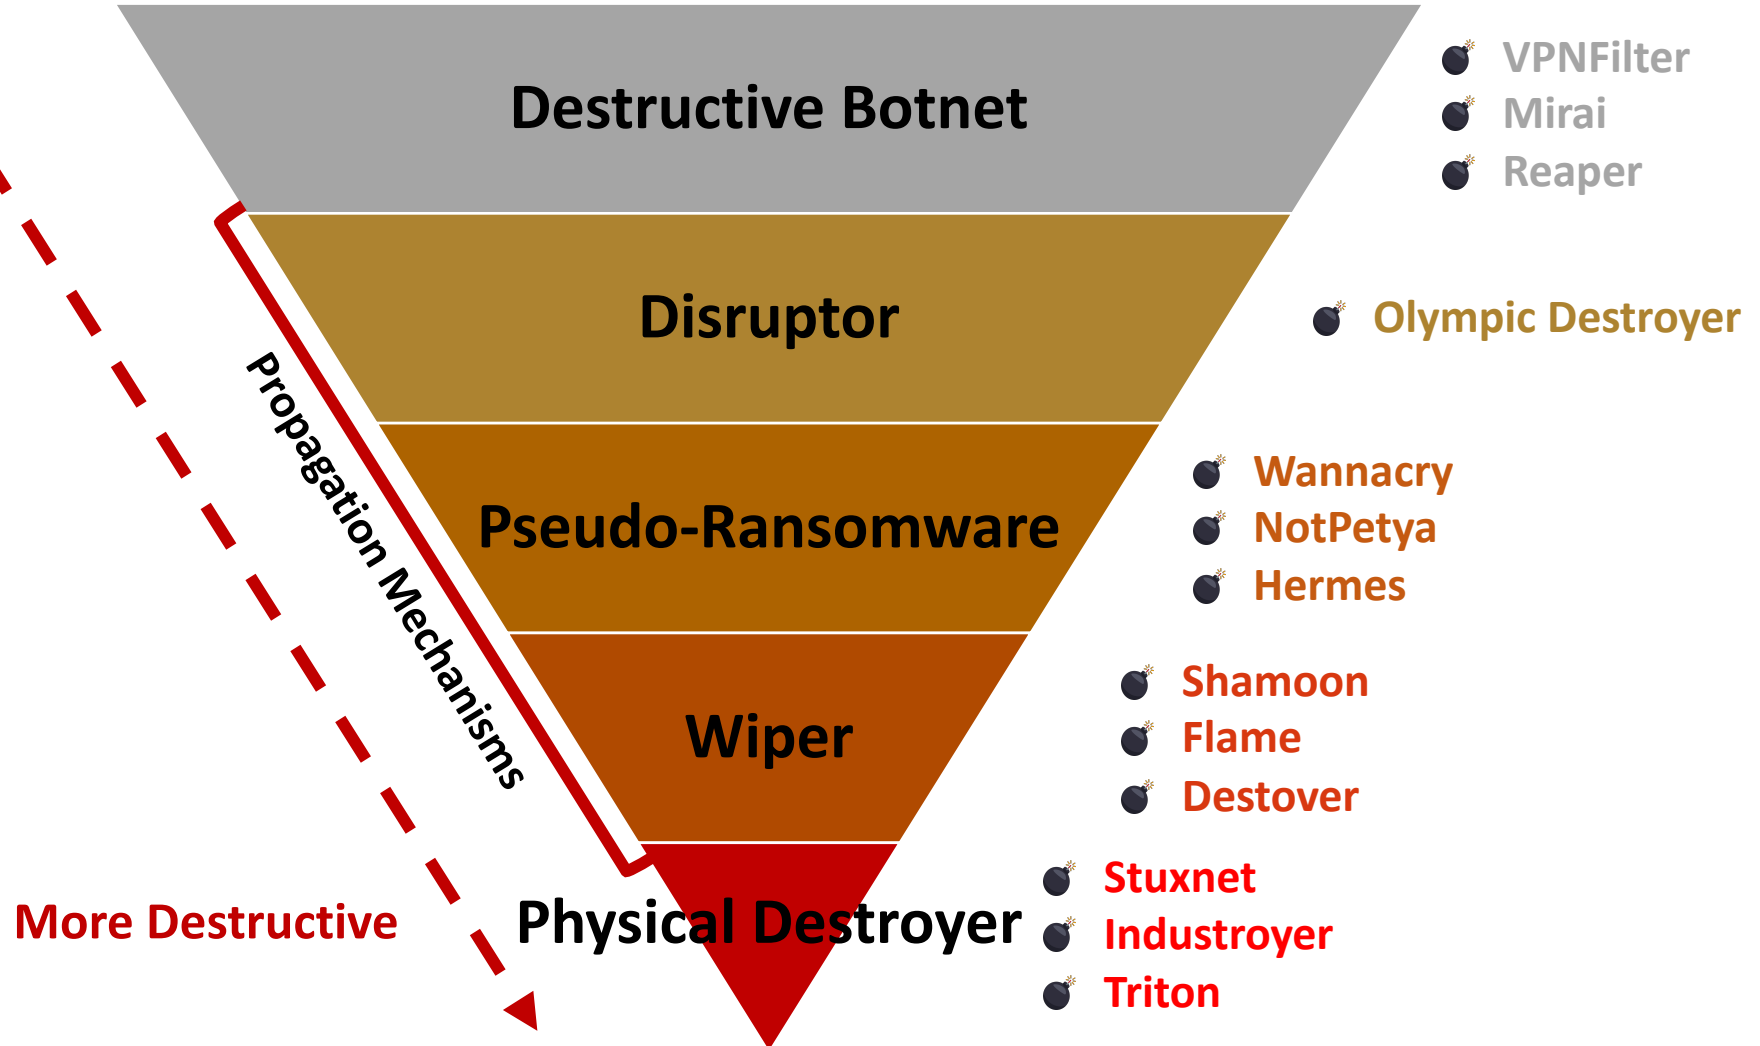 Destructive Botnet
VPNFilter
Mirai
Reaper
Disruptor
Olympic Destroyer
Propagation Mechanisms
Pseudo-Ransomware
Wannacry
NotPetya
Hermes
Wiper
Shamoon
Flame
Destover
More Destructive
Physical Destroyer
Stuxnet
Industroyer
Triton